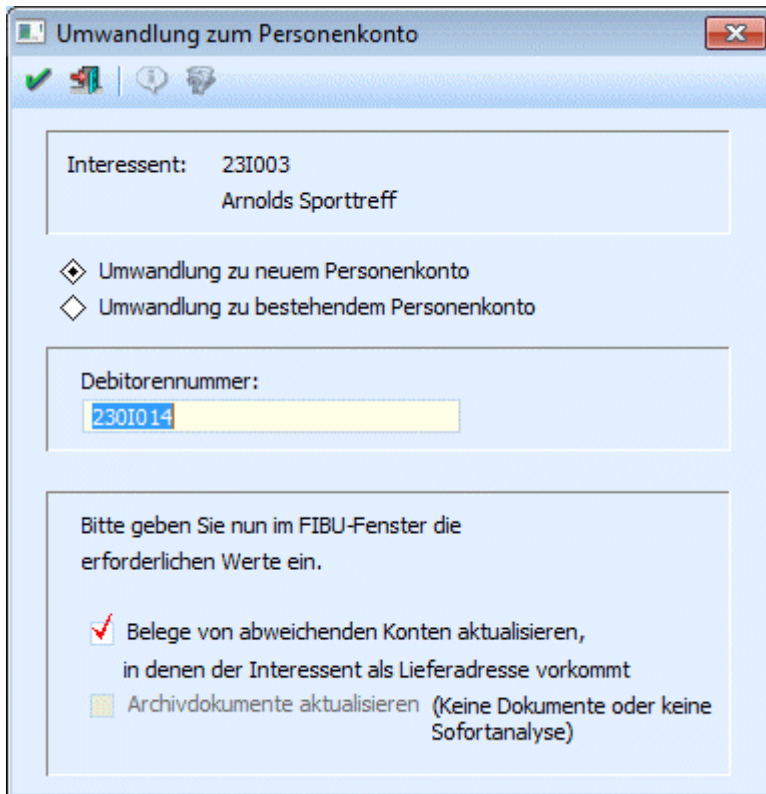 Umwandlung zum Personenkonto
Interessent: 23I003
Arnolds Sporttreff
Umwandlung zu neuem Personenkonto
Umwandlung zu bestehendem Personenkonto
Debitorennummer:
230I014
Bitte geben Sie nun im FIBU-Fenster die
erforderlichen Werte ein.
Belege von abweichenden Konten aktualisieren,
in denen der Interessent als Lieferadresse vorkommt
Archivdokumente aktualisieren (Keine Dokumente oder keine
Sofortanalyse)